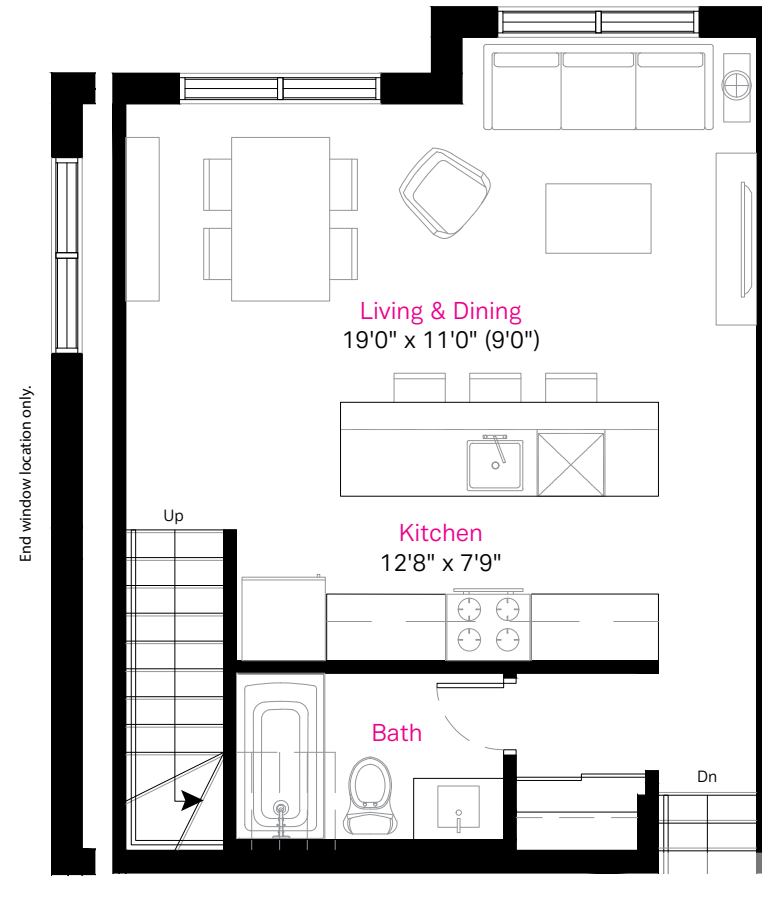 Living & Dining
19'0" x 11'0" (9'0")
End window location only.
Up
Kitchen
12'8" x 7'9"
Bath
Dn